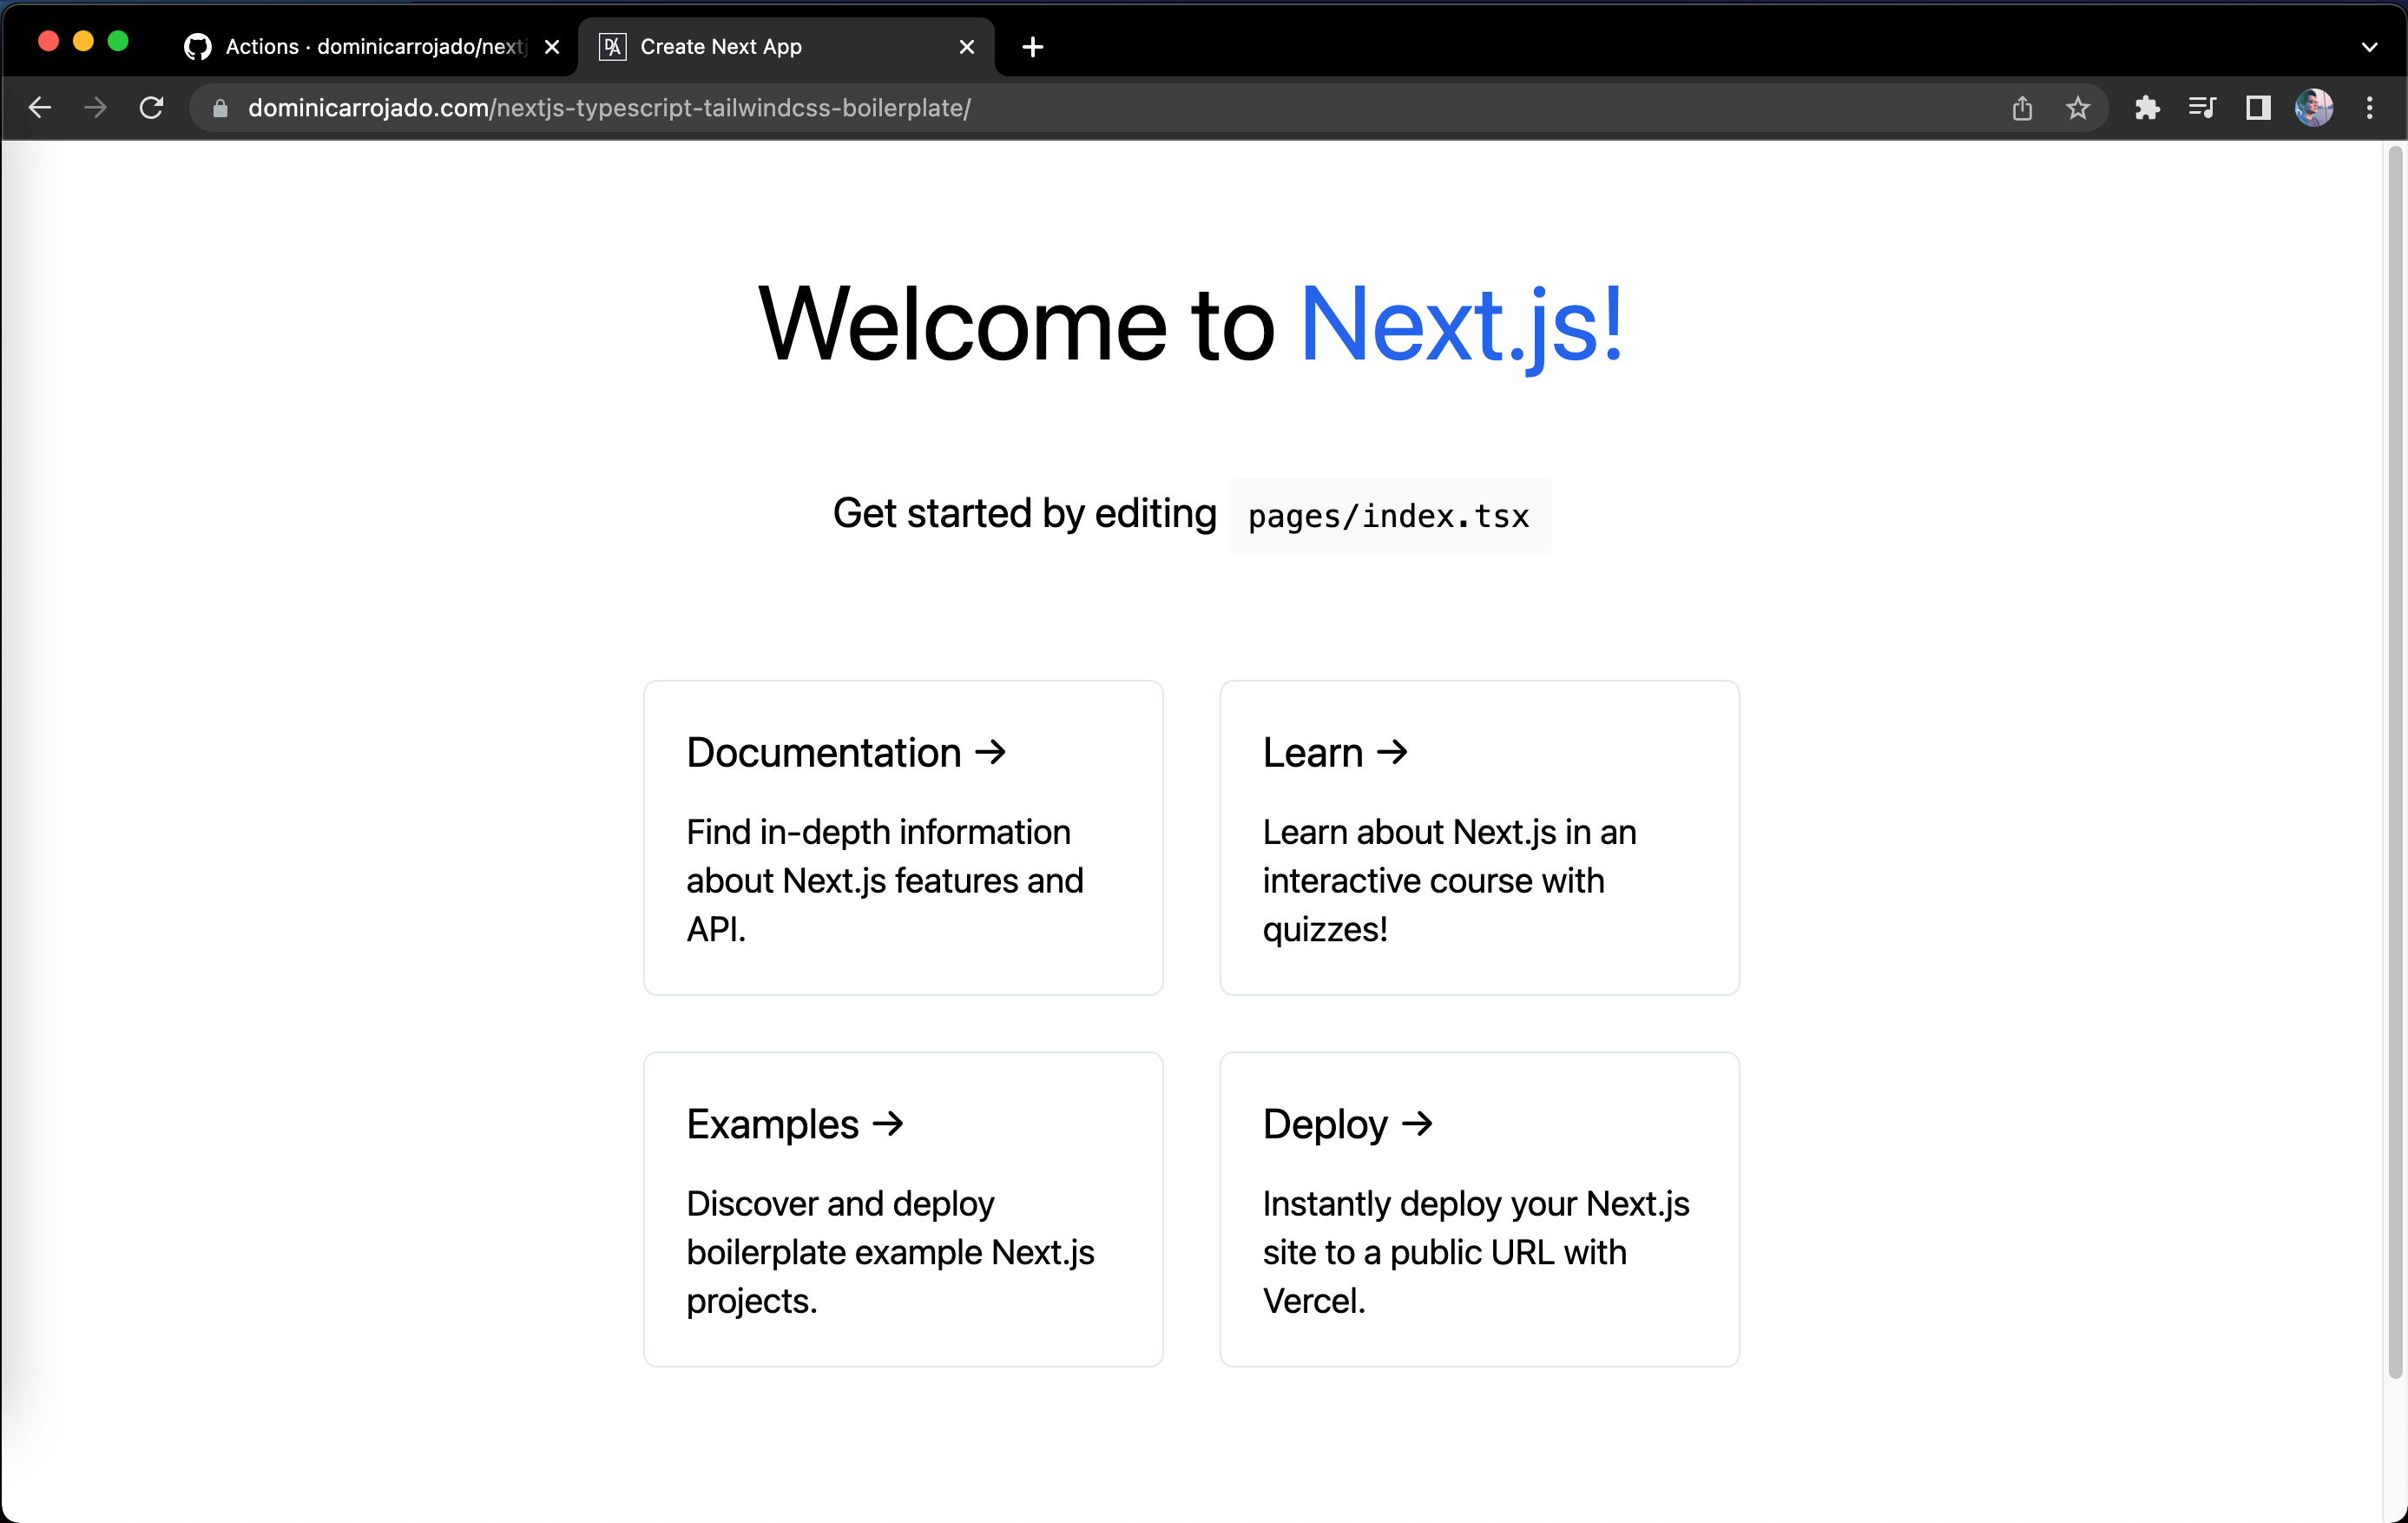 Actions · dominicarrojado/nextj
Create Next App
dominicarrojado.com/nextjs-typescript-tailwindcss-boilerplate/
Welcome to Next.js!
Get started by editing pages/index.tsx
Documentation →
Find in-depth information
about Next.js features and
API.
Learn →
Learn about Next.js in an
interactive course with
quizzes!
Examples →
Discover and deploy
boilerplate example Next.js
projects.
Deploy →
Instantly deploy your Next.js
site to a public URL with
Vercel.